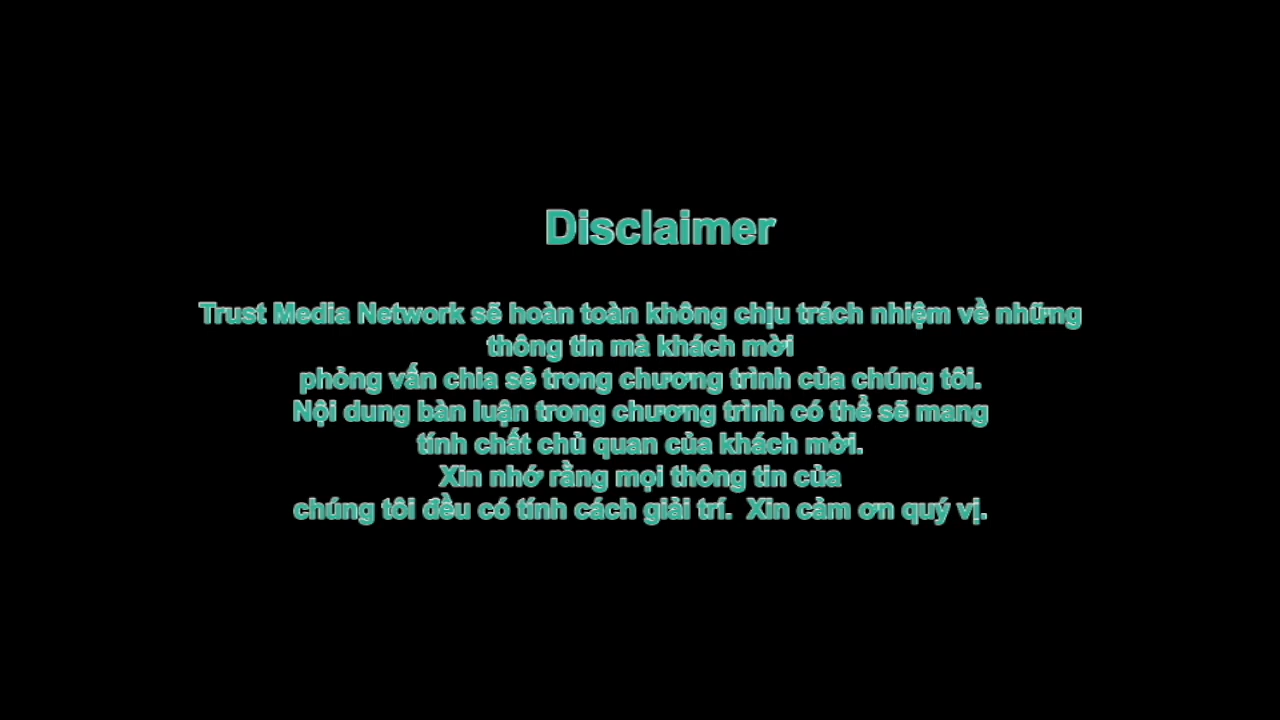 Disclaimer
Trust Media Network sẽ hoàn toàn không chịu trách nhiệm về những
thông tin mà khách mời
phỏng vấn chia sẻ trong chương trình của chúng tôi.
Nội dung bàn luận trong chương trình có thể sẽ mang
tính chất chủ quan của khách mời.
Xin nhớ rằng mọi thông tin của
chúng tôi đều có tính cách giải trí.  Xin cảm ơn quý vị.